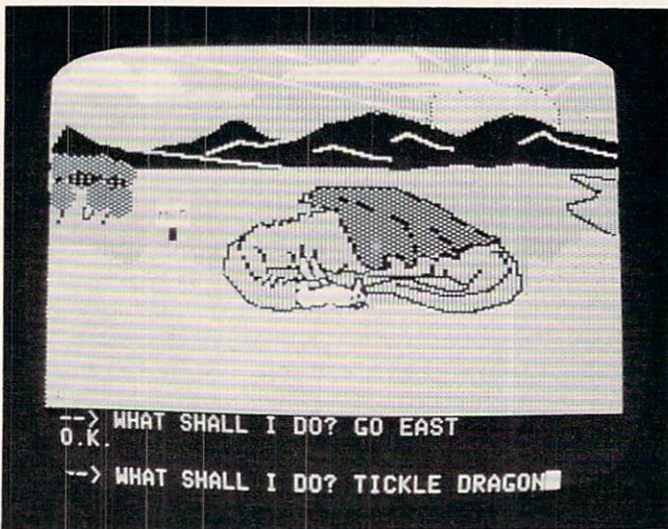 --> WHAT SHALL I DO? GO EAST
O.K.
--> WHAT SHALL I DO? TICKLE DRAGON